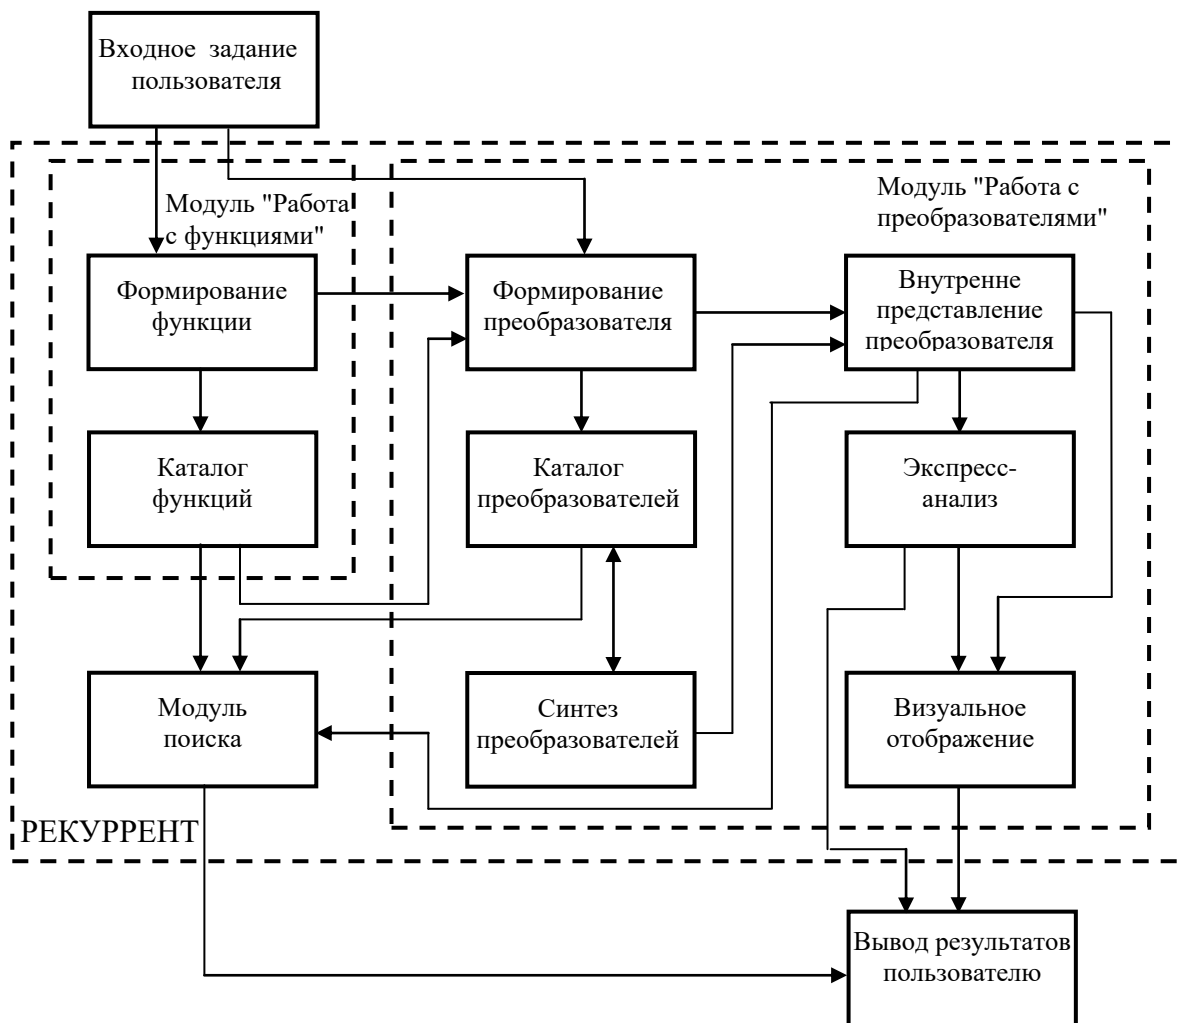 Входное задание
пользователя
Модуль "Работа
с функциями"
Модуль "Работа с
преобразователями"
Формирование
функции
Формирование
преобразователя
Внутренне
представление
преобразователя
Каталог
функций
Каталог
преобразователей
Экспресс-
анализ
Модуль
поиска
Синтез
преобразователей
Визуальное
отображение
РЕКУРРЕНТ
Вывод результатов
пользователю